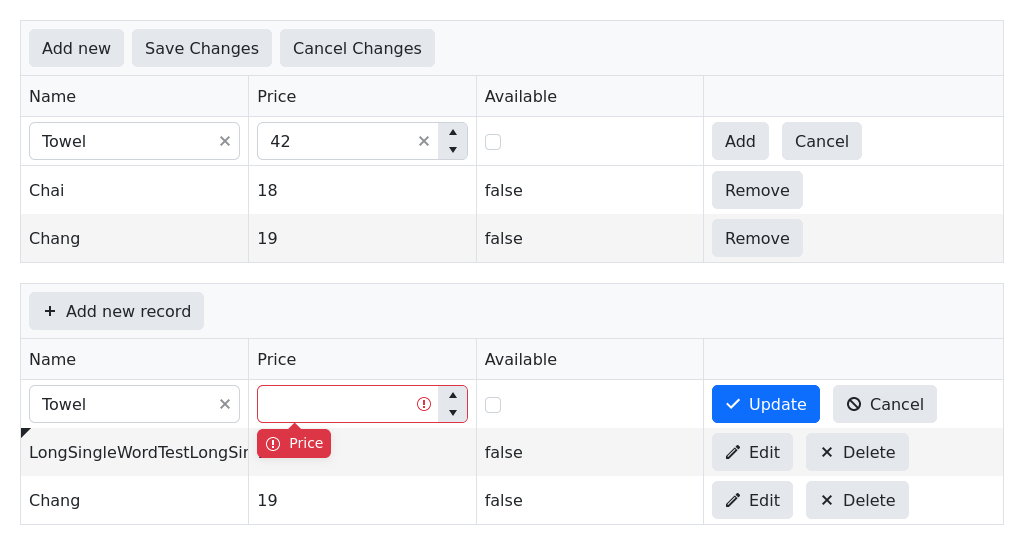 Add new Save Changes Cancel Changes
Name Price Available
Towel 42 Add Cancel
Chai 18 false Remove
Chang 19 false Remove
Add new record
Name Price Available
Towel Update Cancel
Price
LongSingleWordTestLongSin false Edit Delete
Chang 19 false Edit Delete